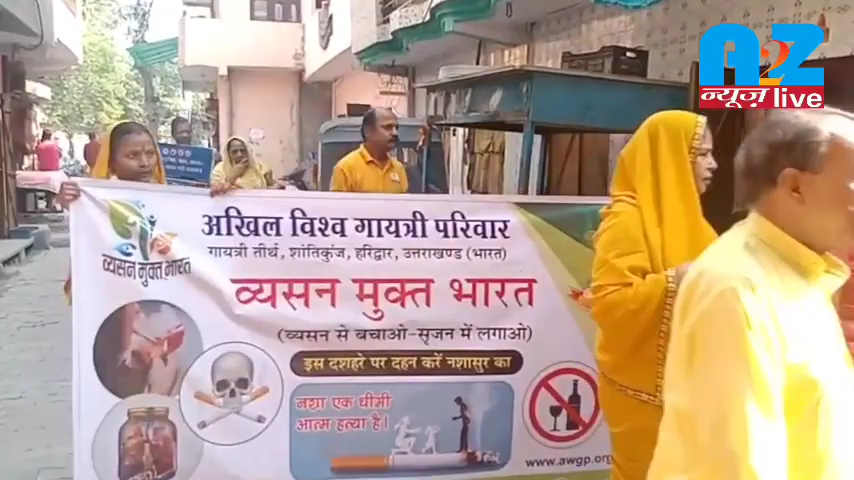 A2Z
न्यूज़ live
अखिल विश्व गायत्री परिवार
गायत्री तीर्थ, शांतिकुंज, हरिद्वार, उत्तराखण्ड (भारत)
व्यसन मुक्त भारत
व्यसन मुक्त भारत
(व्यसन से बचाओ-सृजन में लगाओ)
इस दशहरे पर दहन करें नशासुर का
नशा एक धीमी
आत्म हत्या है!
www.awgp.org